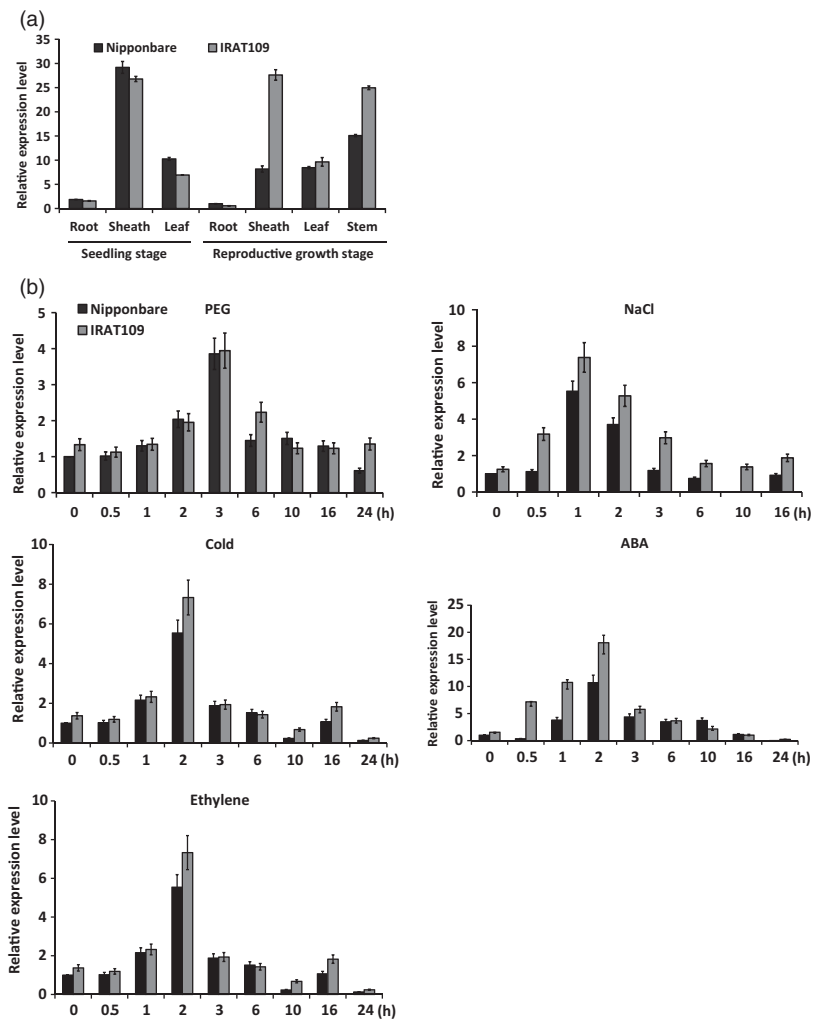 (a)
Nipponbare IRAT109
Relative expression level
35
30
25
20
15
10
5
0
Root Sheath Leaf Root Sheath Leaf Stem
Seedling stage Reproductive growth stage
(b)
Nipponbare
IRAT109
PEG
Relative expression level
5
4
3
2
1
0
0 0.5 1 2 3 6 10 16 24 (h)
NaCl
Relative expression level
10
8
6
4
2
0
0 0.5 1 2 3 6 10 16 (h)
Cold
Relative expression level
10
8
6
4
2
0
0 0.5 1 2 3 6 10 16 24 (h)
ABA
Relative expression level
25
20
15
10
5
0
0 0.5 1 2 3 6 10 16 24 (h)
Ethylene
Relative expression level
10
8
6
4
2
0
0 05 1 2 3 6 10 16 24 (h)